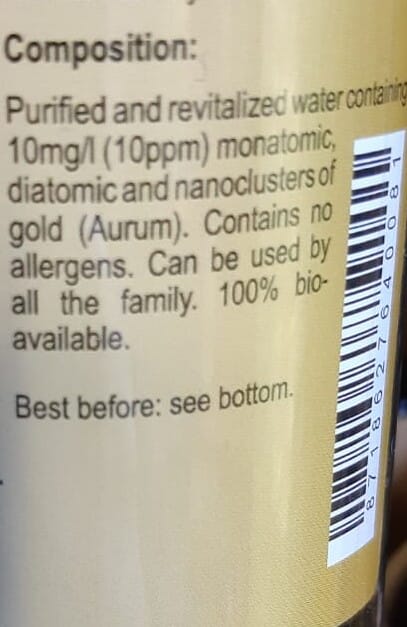 Composition:
Purified and revitalized water containing
10mg/l (10ppm) monatomic,
diatomic and nanoclusters of
gold (Aurum). Contains no
allergens. Can be used by
all the family. 100% bio-
available.
Best before: see bottom.
8718627640081